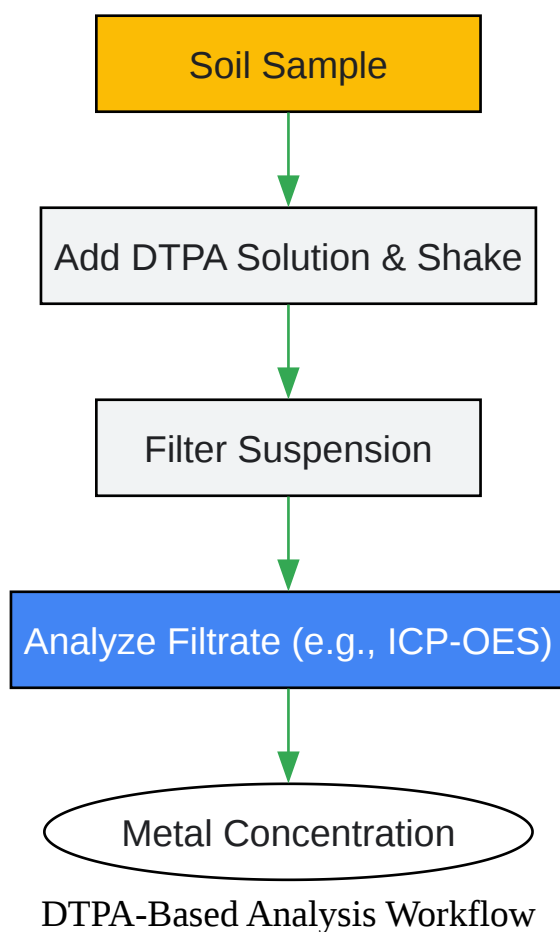 Soil Sample
Add DTPA Solution & Shake
Filter Suspension
Analyze Filtrate (e.g., ICP-OES)
Metal Concentration
DTPA-Based Analysis Workflow